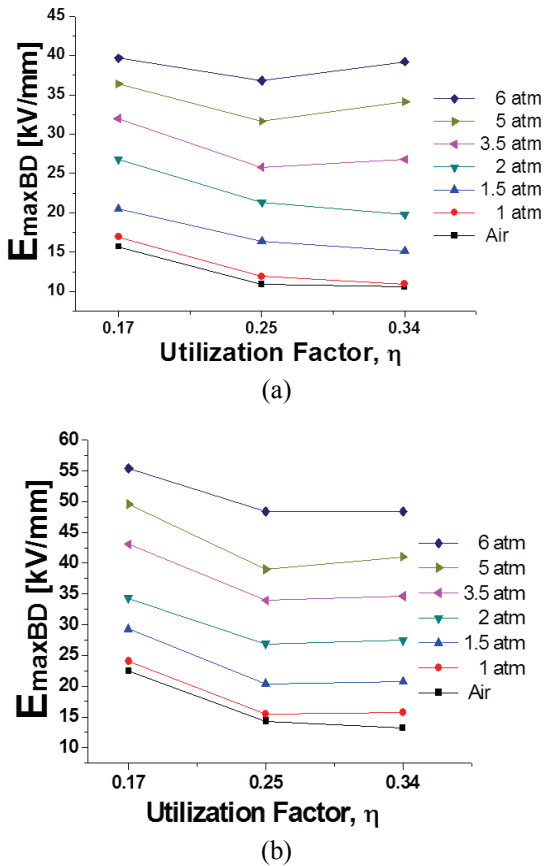 45
40
35
30
25
20
15
10
E maxBD [kV/mm]
0.17 0.25 0.34
Utilization Factor, η
6 atm
5 atm
3.5 atm
2 atm
1.5 atm
1 atm
Air
(a)
60
55
50
45
40
35
30
25
20
15
10
E maxBD [kV/mm]
0.17 0.25 0.34
Utilization Factor, η
6 atm
5 atm
3.5 atm
2 atm
1.5 atm
1 atm
Air
(b)